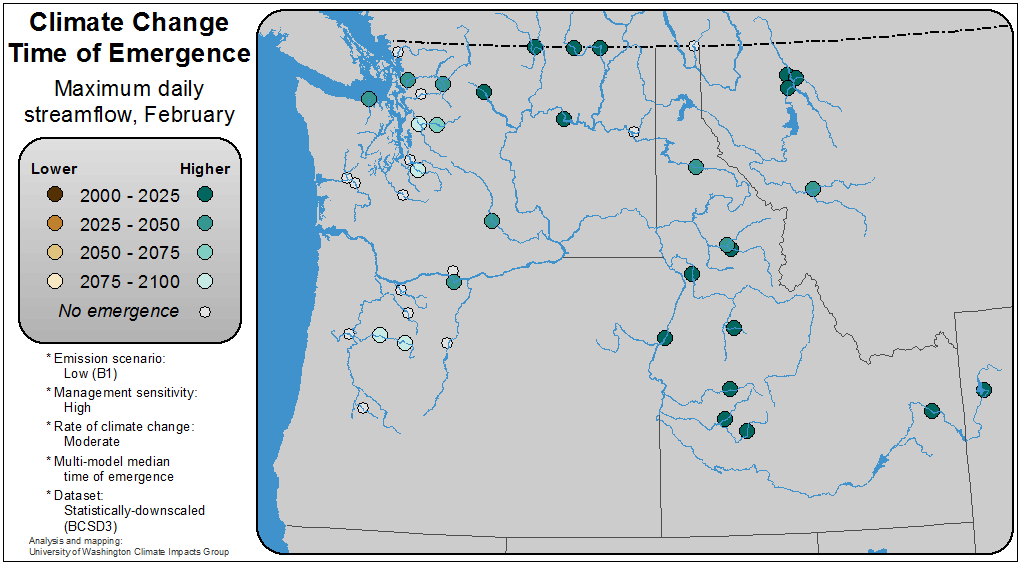 Climate Change
Time of Emergence
Maximum daily
streamflow, February
Lower Higher
2000 - 2025
2025 - 2050
2050 - 2075
2075 - 2100
No emergence
* Emission scenario:
Low (B1)
* Management sensitivity:
High
* Rate of climate change:
Moderate
* Multi-model median
time of emergence
* Dataset:
Statistically-downscaled
(BCSD3)
Analysis and mapping:
University of Washington Climate Impacts Group